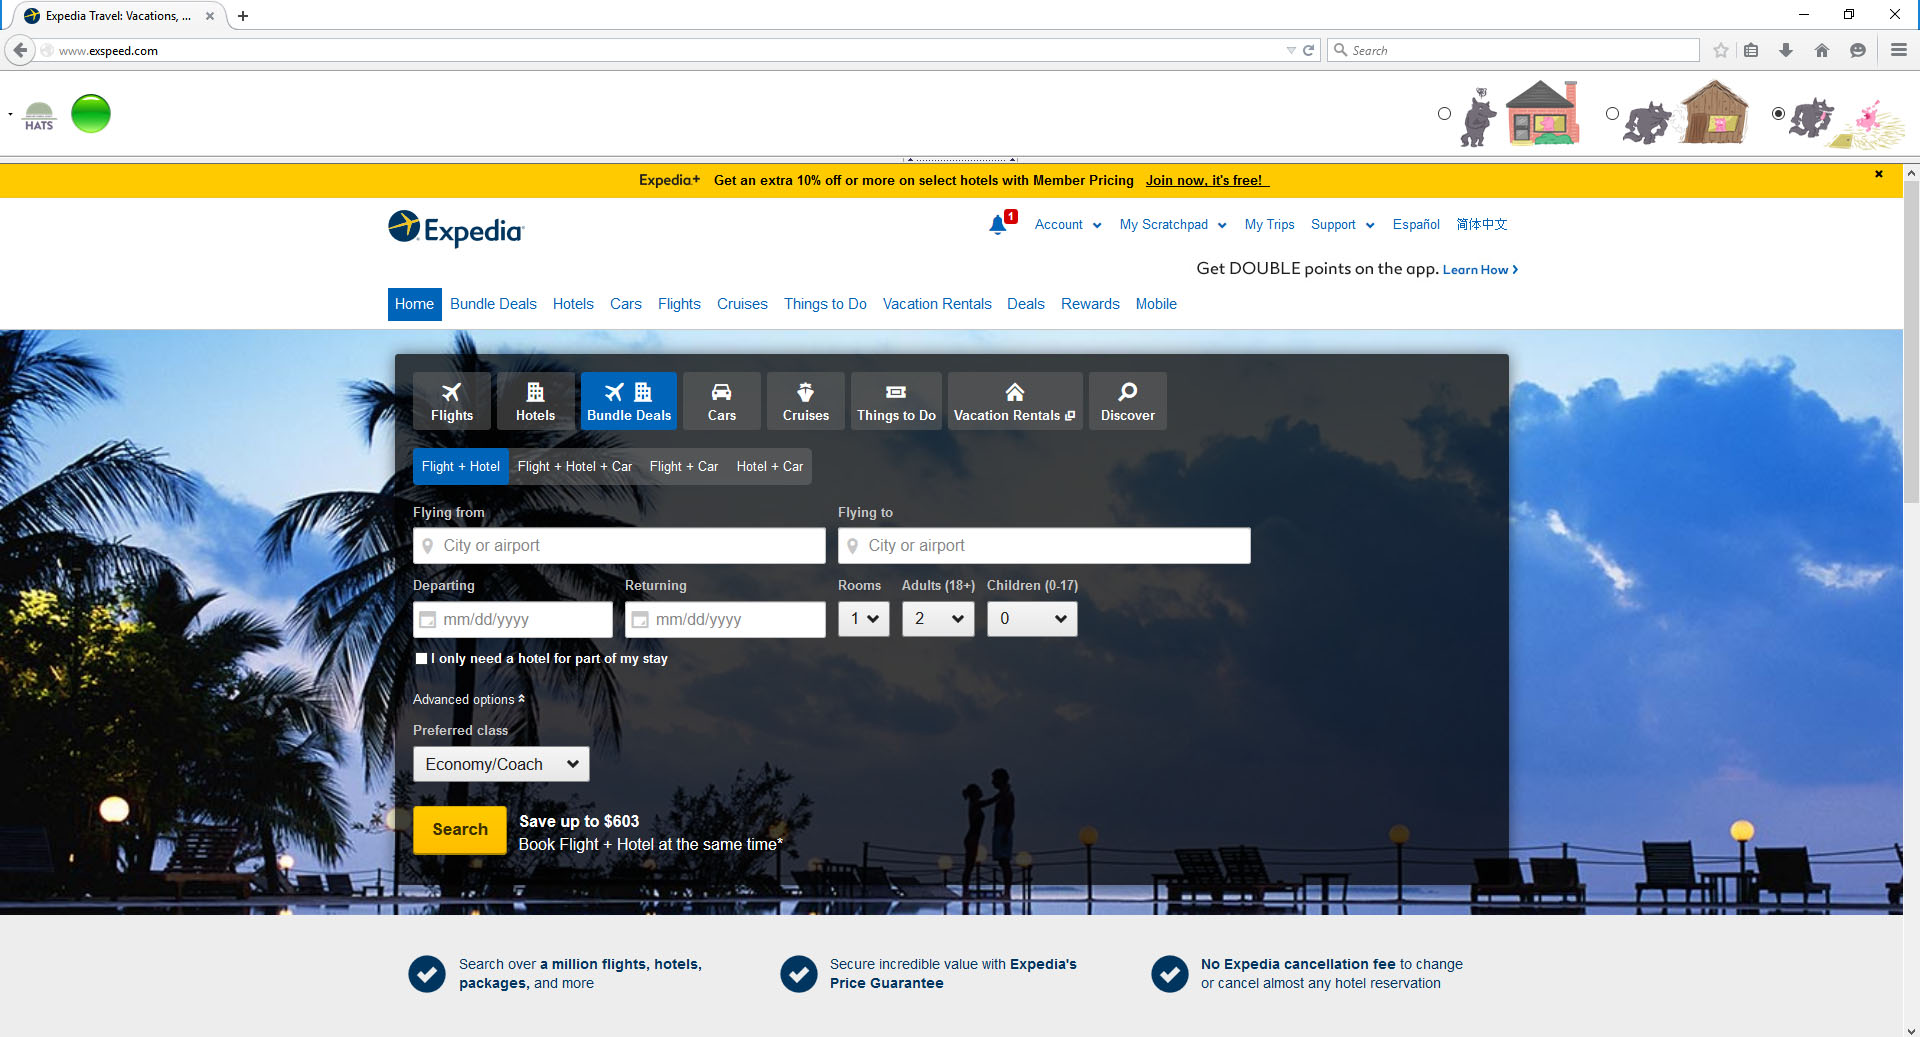 Expedia Travel: Vacations, ...
www.exspeed.com
Search
HATS
Expedia+ Get an extra 10% off or more on select hotels with Member Pricing Join now, it's free!
Expedia
1
Account My Scratchpad My Trips Support Español 简体中文
Get DOUBLE points on the app. Learn How
Home Bundle Deals Hotels Cars Flights Cruises Things to Do Vacation Rentals Deals Rewards Mobile
Flights Hotels Bundle Deals Cars Cruises Things to Do Vacation Rentals Discover
Flight + Hotel Flight + Hotel + Car Flight + Car Hotel + Car
Flying from Flying to
City or airport City or airport
Departing Returning Rooms Adults (18+) Children (0-17)
mm/dd/yyyy mm/dd/yyyy 1 2 0
I only need a hotel for part of my stay
Advanced options
Preferred class
Economy/Coach
Search
Save up to $603
Book Flight + Hotel at the same time*
Search over a million flights, hotels,
packages, and more
Secure incredible value with Expedia's
Price Guarantee
No Expedia cancellation fee to change
or cancel almost any hotel reservation